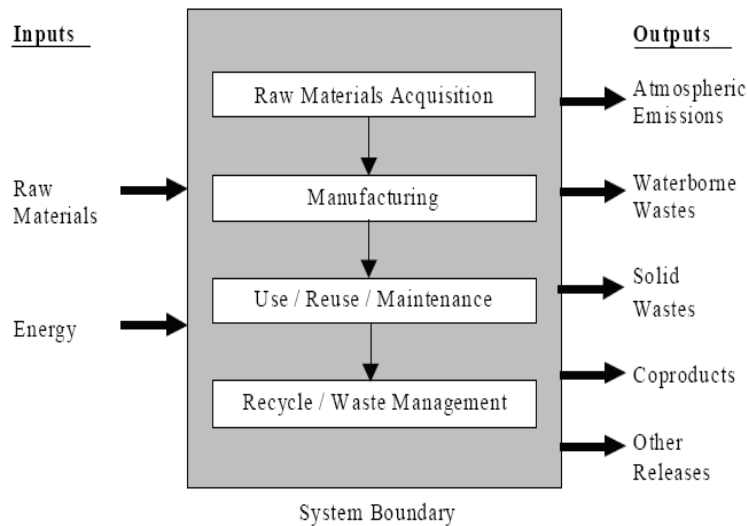 Inputs
Raw
Materials
Energy
Raw Materials Acquisition
Manufacturing
Use / Reuse / Maintenance
Recycle / Waste Management
System Boundary
Outputs
Atmospheric
Emissions
Waterborne
Wastes
Solid
Wastes
Coproducts
Other
Releases